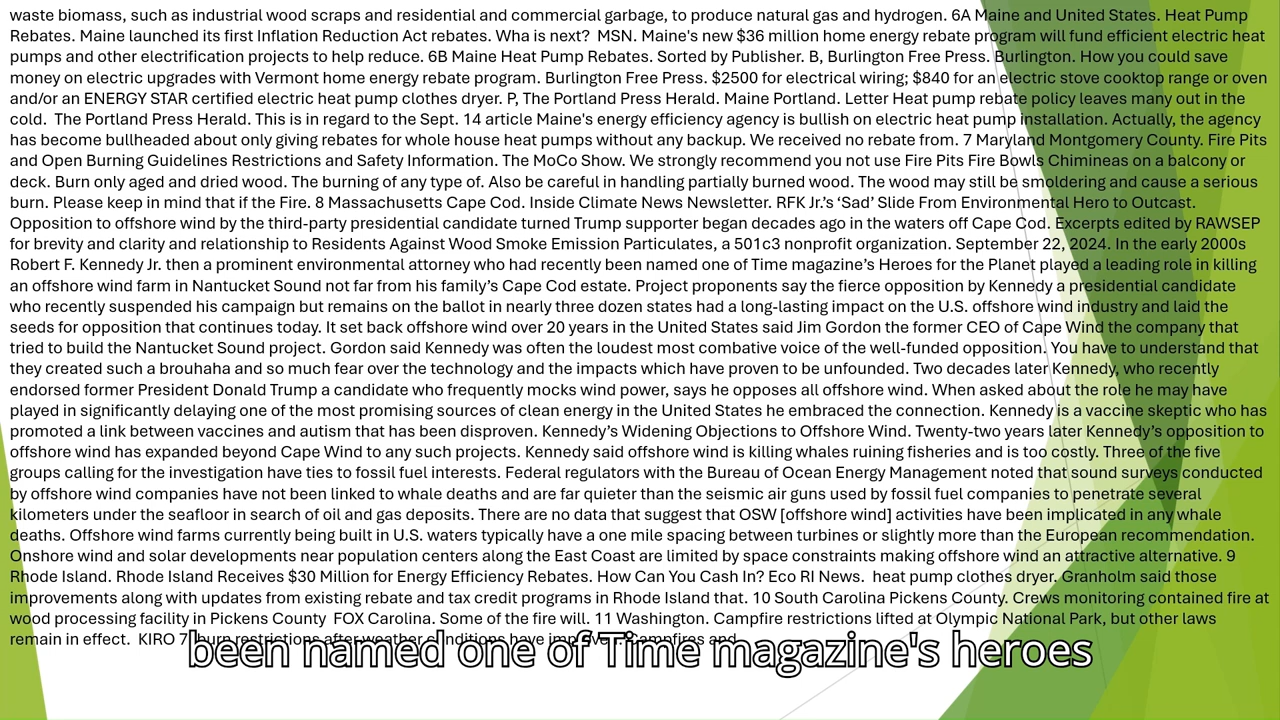 waste biomass, such as industrial wood scraps and residential and commercial garbage, to produce natural gas and hydrogen. 6A Maine and United States. Heat Pump
Rebates. Maine launched its first Inflation Reduction Act rebates. Wha is next?  MSN. Maine's new $36 million home energy rebate program will fund efficient electric heat
pumps and other electrification projects to help reduce. 6B Maine Heat Pump Rebates. Sorted by Publisher. B, Burlington Free Press. Burlington. How you could save
money on electric upgrades with Vermont home energy rebate program. Burlington Free Press. $2500 for electrical wiring; $840 for an electric stove cooktop range or oven
and/or an ENERGY STAR certified electric heat pump clothes dryer. P, The Portland Press Herald. Maine Portland. Letter Heat pump rebate policy leaves many out in the
cold.  The Portland Press Herald. This is in regard to the Sept. 14 article Maine's energy efficiency agency is bullish on electric heat pump installation. Actually, the agency
has become bullheaded about only giving rebates for whole house heat pumps without any backup. We received no rebate from. 7 Maryland Montgomery County. Fire Pits
and Open Burning Guidelines Restrictions and Safety Information. The MoCo Show. We strongly recommend you not use Fire Pits Fire Bowls Chimineas on a balcony or
deck. Burn only aged and dried wood. The burning of any type of. Also be careful in handling partially burned wood. The wood may still be smoldering and cause a serious
burn. Please keep in mind that if the Fire. 8 Massachusetts Cape Cod. Inside Climate News Newsletter. RFK Jr.'s ‘Sad’ Slide From Environmental Hero to Outcast.
Opposition to offshore wind by the third-party presidential candidate turned Trump supporter began decades ago in the waters off Cape Cod. Excerpts edited by RAWSEP
for brevity and clarity and relationship to Residents Against Wood Smoke Emission Particulates, a 501c3 nonprofit organization. September 22, 2024. In the early 2000s
Robert F. Kennedy Jr. then a prominent environmental attorney who had recently been named one of Time magazine’s Heroes for the Planet played a leading role in killing
an offshore wind farm in Nantucket Sound not far from his family’s Cape Cod estate. Project proponents say the fierce opposition by Kennedy a presidential candidate
who recently suspended his campaign but remains on the ballot in nearly three dozen states had a long-lasting impact on the U.S. offshore wind industry and laid the
seeds for opposition that continues today. It set back offshore wind over 20 years in the United States said Jim Gordon the former CEO of Cape Wind the company that
tried to build the Nantucket Sound project. Gordon said Kennedy was often the loudest most combative voice of the well-funded opposition. You have to understand that
they created such a brouhaha and so much fear over the technology and the impacts which have proven to be unfounded. Two decades later Kennedy, who recently
endorsed former President Donald Trump a candidate who frequently mocks wind power, says he opposes all offshore wind. When asked about the role he may have
played in significantly delaying one of the most promising sources of clean energy in the United States he embraced the connection. Kennedy is a vaccine skeptic who has
promoted a link between vaccines and autism that has been disproven. Kennedy’s Widening Objections to Offshore Wind. Twenty-two years later Kennedy’s opposition to
offshore wind has expanded beyond Cape Wind to any such projects. Kennedy said offshore wind is killing whales ruining fisheries and is too costly. Three of the five
groups calling for the investigation have ties to fossil fuel interests. Federal regulators with the Bureau of Ocean Energy Management noted that sound surveys conducted
by offshore wind companies have not been linked to whale deaths and are far quieter than the seismic air guns used by fossil fuel companies to penetrate several
kilometers under the seafloor in search of oil and gas deposits. There are no data that suggest that OSW [offshore wind] activities have been implicated in any whale
deaths. Offshore wind farms currently being built in U.S. waters typically have a one mile spacing between turbines or slightly more than the European recommendation.
Onshore wind and solar developments near population centers along the East Coast are limited by space constraints making offshore wind an attractive alternative. 9
Rhode Island. Rhode Island Receives $30 Million for Energy Efficiency Rebates. How Can You Cash In? Eco RI News.  heat pump clothes dryer. Granholm said those
improvements along with updates from existing rebate and tax credit programs in Rhode Island that. 10 South Carolina Pickens County. Crews monitoring contained fire at
wood processing facility in Pickens County  FOX Carolina. Some of the fire will. 11 Washington. Campfire restrictions lifted at Olympic National Park, but other laws
remain in effect.  KIRO 7. burn restrictions after weather conditions have improved. Campfires and
been named one of Time magazine's heroes